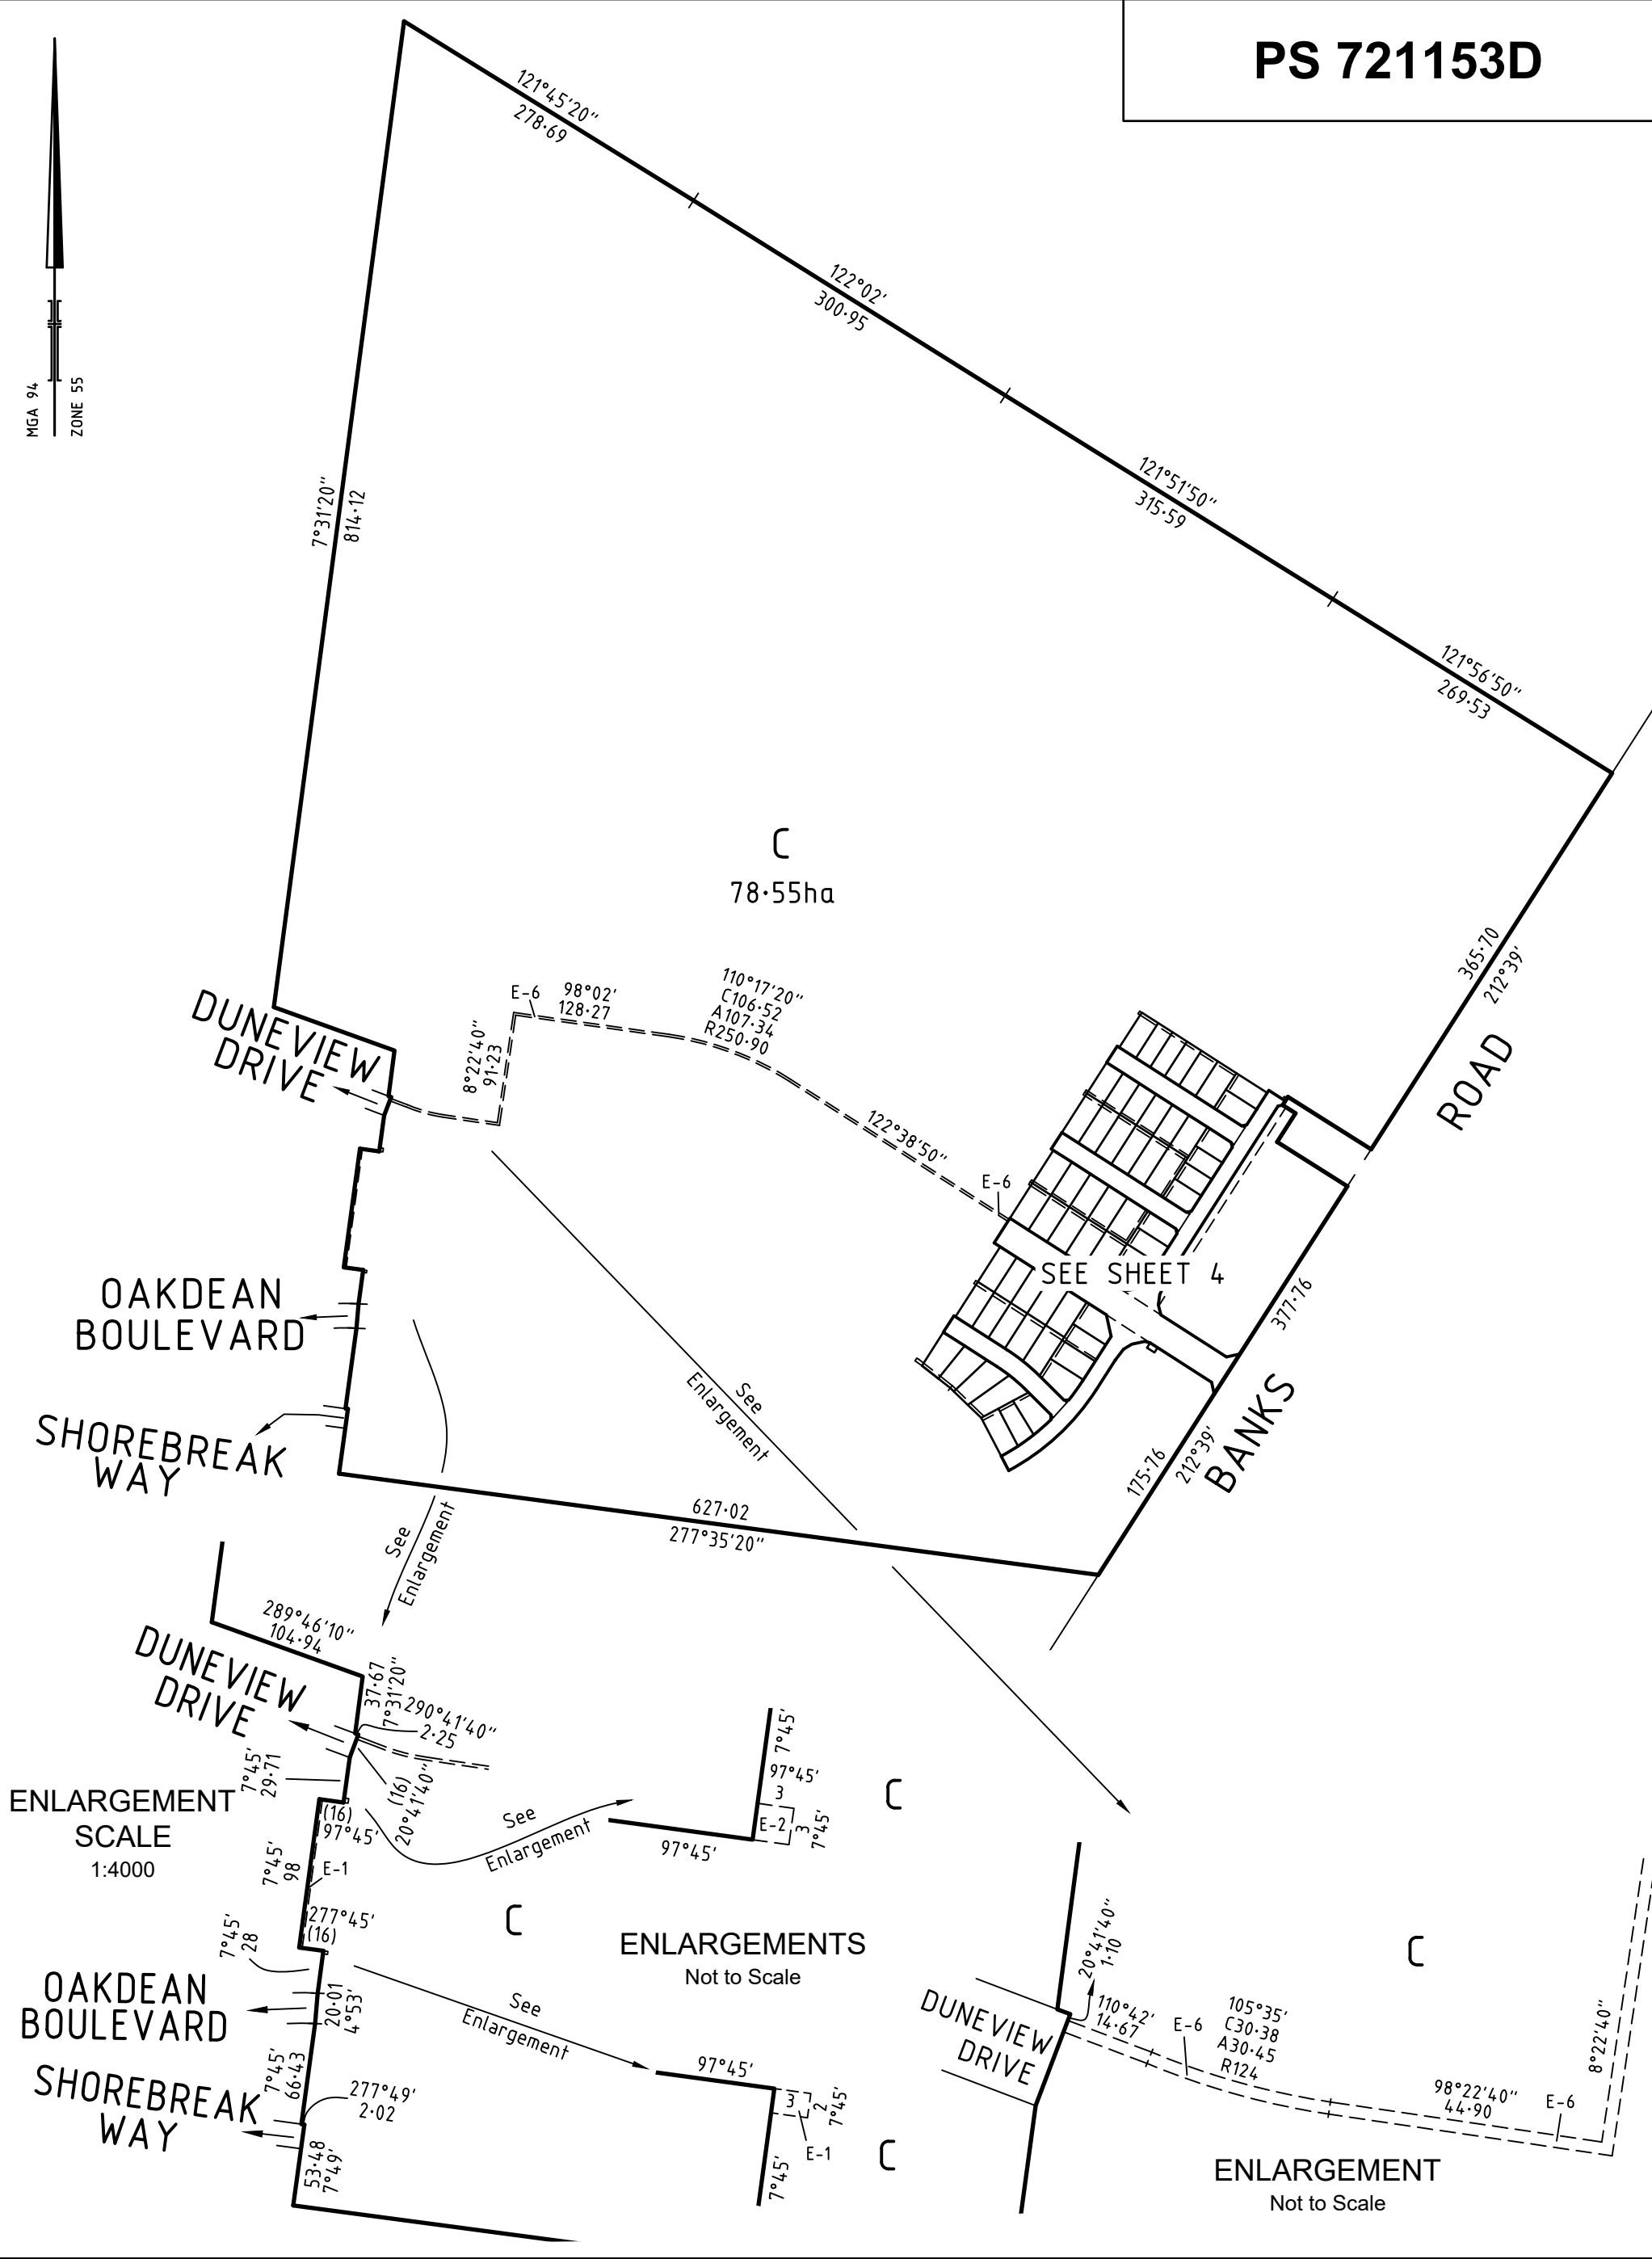 PS 721153D
MGA 94
ZONE 55
121°45'20"
278·69
122°02'
300·95
121°51'50"
315·59
121°56'50"
269·53
7°31'20"
814·12
C
78·55ha
365·70
212°39'
ROAD
DUNEVIEW
DRIVE
E-6
98°02'
128·27
8°22'40"
91·23
110°17'20"
C106·52
A107·34
R250·90
122°38'50"
E-6
SEE SHEET 4
377·76
BANKS
175·76
212°39'
OAKDEAN
BOULEVARD
SHOREBREAK
WAY
See
Enlargement
See
Enlargement
627·02
277°35'20"
289°46'10"
104·94
DUNEVIEW
DRIVE
37·67
7°31'20"
290°41'40"
2·25
7°45'
29·71
(16)
20°41'40"
ENLARGEMENT
SCALE
1:4000
(16)
97°45'
7°45'
98
E-1
277°45'
(16)
7°45'
28
OAKDEAN
BOULEVARD
20·01
4°53'
7°45'
66·43
SHOREBREAK
WAY
277°49'
2·02
53·48
7°49'
See
Enlargement
7°45'
97°45'
3
E-2
3
7°45'
97°45'
C
C
ENLARGEMENTS
Not to Scale
See
Enlargement
97°45'
3
2
7°45'
E-1
7°45'
C
C
20°41'40"
1·10
DUNEVIEW
DRIVE
110°42'
14·67
E-6
105°35'
C30·38
A30·45
R124
98°22'40"
44·90
E-6
8°22'40"
ENLARGEMENT
Not to Scale